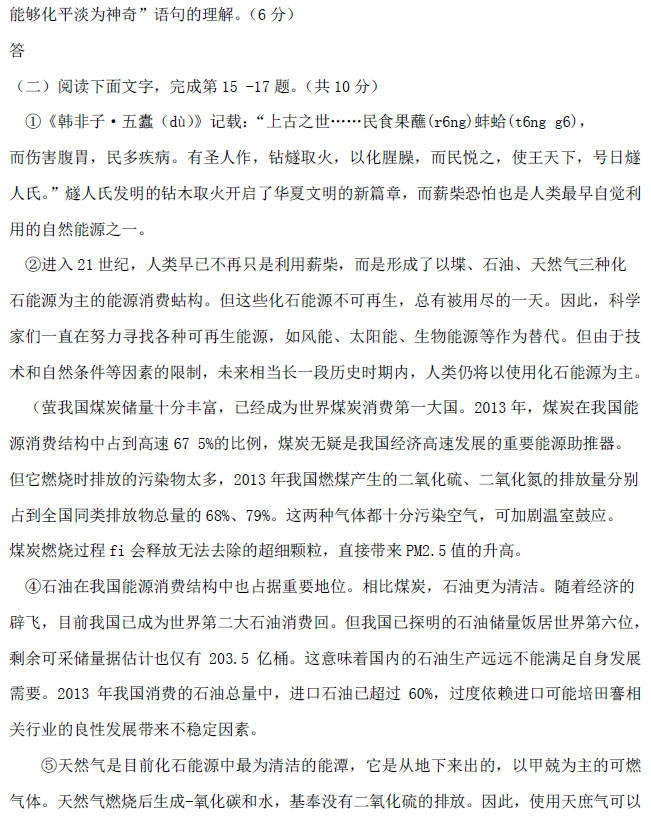 能够化平淡为神奇”语句的理解。（6分）
答
（二）阅读下面文字，完成第15 -17题。（共10分）
①《韩非子·五蠹（dù）》记载：“上古之世……民食果蘸(r6ng)蚌蛤(t6ng g6)，
而伤害腹胃，民多疾病。有圣人作，钻燧取火，以化腥臊，而民悦之，使王天下，号日燧
人氏。”燧人氏发明的钻木取火开启了华夏文明的新篇章，而薪柴恐怕也是人类最早自觉利
用的自然能源之一。
②进入21世纪，人类早已不再只是利用薪柴，而是形成了以堞、石油、天然气三种化
石能源为主的能源消费蛄构。但这些化石能源不可再生，总有被用尽的一天。因此，科学
家们一直在努力寻找各种可再生能源，如风能、太阳能、生物能源等作为替代。但由于技
术和自然条件等因素的限制，未来相当长一段历史时期内，人类仍将以使用化石能源为主。
（萤我国煤炭储量十分丰富，已经成为世界煤炭消费第一大国。2013年，煤炭在我国能
源消费结构中占到高速67 5%的比例，煤炭无疑是我国经济高速发展的重要能源助推器。
但它燃烧时排放的污染物太多，2013年我国燃煤产生的二氧化硫、二氧化氮的排放量分别
占到全国同类排放物总量的68%、79%。这两种气体都十分污染空气，可加剧温室鼓应。
煤炭燃烧过程fi会释放无法去除的超细颗粒，直接带来PM2.5值的升高。
④石油在我国能源消费结构中也占据重要地位。相比煤炭，石油更为清洁。随着经济的
辟飞，目前我国已成为世界第二大石油消费回。但我国已探明的石油储量饭居世界第六位，
剩余可采储量据估计也仅有 203.5 亿桶。这意味着国内的石油生产远远不能满足自身发展
需要。2013 年我国消费的石油总量中，进口石油已超过 60%，过度依赖进口可能培田謇相
关行业的良性发展带来不稳定因素。
⑤天然气是目前化石能源中最为清洁的能潭，它是从地下来出的，以甲兢为主的可燃
气体。天然气燃烧后生成-氧化碳和水，基奉没有二氧化硫的排放。因此，使用天庶气可以